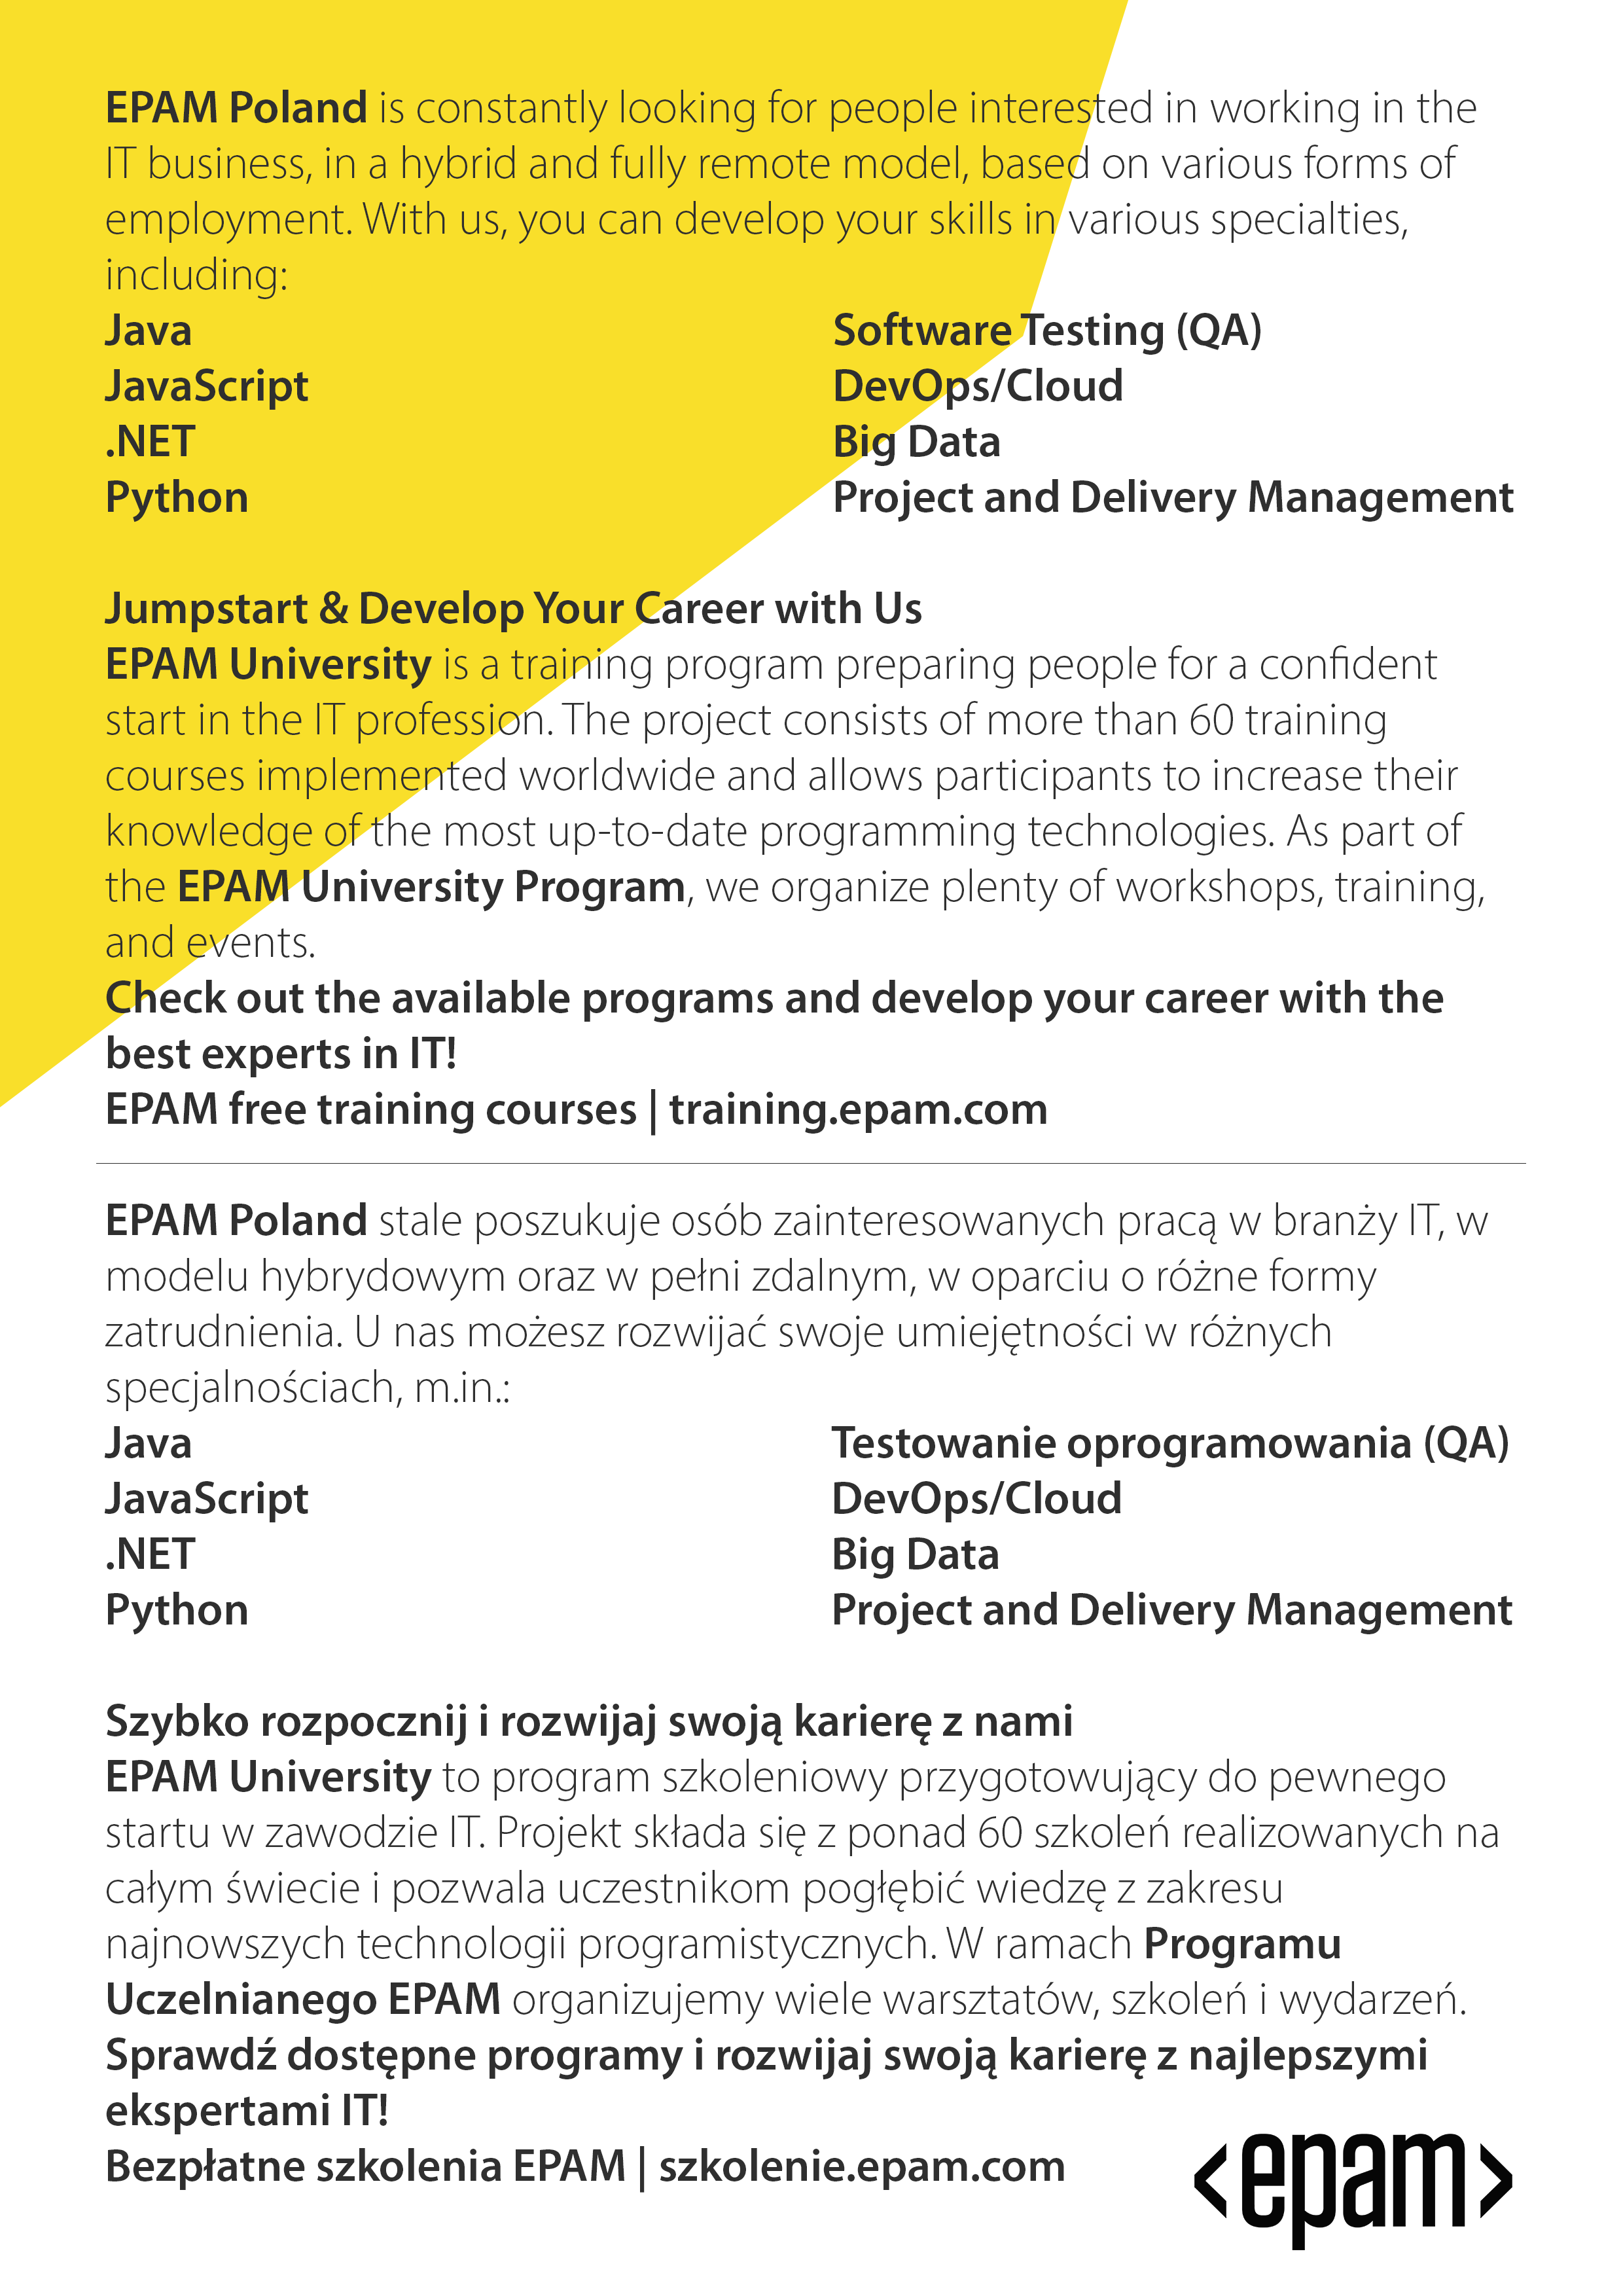 EPAM Poland is constantly looking for people interested in working in the
IT business, in a hybrid and fully remote model, based on various forms of
employment. With us, you can develop your skills in various specialties,
including:
Java
JavaScript
.NET
Python
Software Testing (QA)
DevOps/Cloud
Big Data
Project and Delivery Management
Jumpstart & Develop Your Career with Us
EPAM University is a training program preparing people for a confident
start in the IT profession. The project consists of more than 60 training
courses implemented worldwide and allows participants to increase their
knowledge of the most up-to-date programming technologies. As part of
the EPAM University Program, we organize plenty of workshops, training,
and events.
Check out the available programs and develop your career with the
best experts in IT!
EPAM free training courses | training.epam.com
EPAM Poland stale poszukuje osób zainteresowanych pracą w branży IT, w
modelu hybrydowym oraz w pełni zdalnym, w oparciu o różne formy
zatrudnienia. U nas możesz rozwijać swoje umiejętności w różnych
specjalnościach, m.in.:
Java
JavaScript
.NET
Python
Testowanie oprogramowania (QA)
DevOps/Cloud
Big Data
Project and Delivery Management
Szybko rozpocznij i rozwijaj swoją karierę z nami
EPAM University to program szkoleniowy przygotowujący do pewnego
startu w zawodzie IT. Projekt składa się z ponad 60 szkoleń realizowanych na
całym świecie i pozwala uczestnikom pogłębić wiedzę z zakresu
najnowszych technologii programistycznych. W ramach Programu
Uczelnianego EPAM organizujemy wiele warsztatów, szkoleń i wydarzeń.
Sprawdź dostępne programy i rozwijaj swoją karierę z najlepszymi
ekspertami IT!
Bezpłatne szkolenia EPAM | szkolenie.epam.com
<epam>